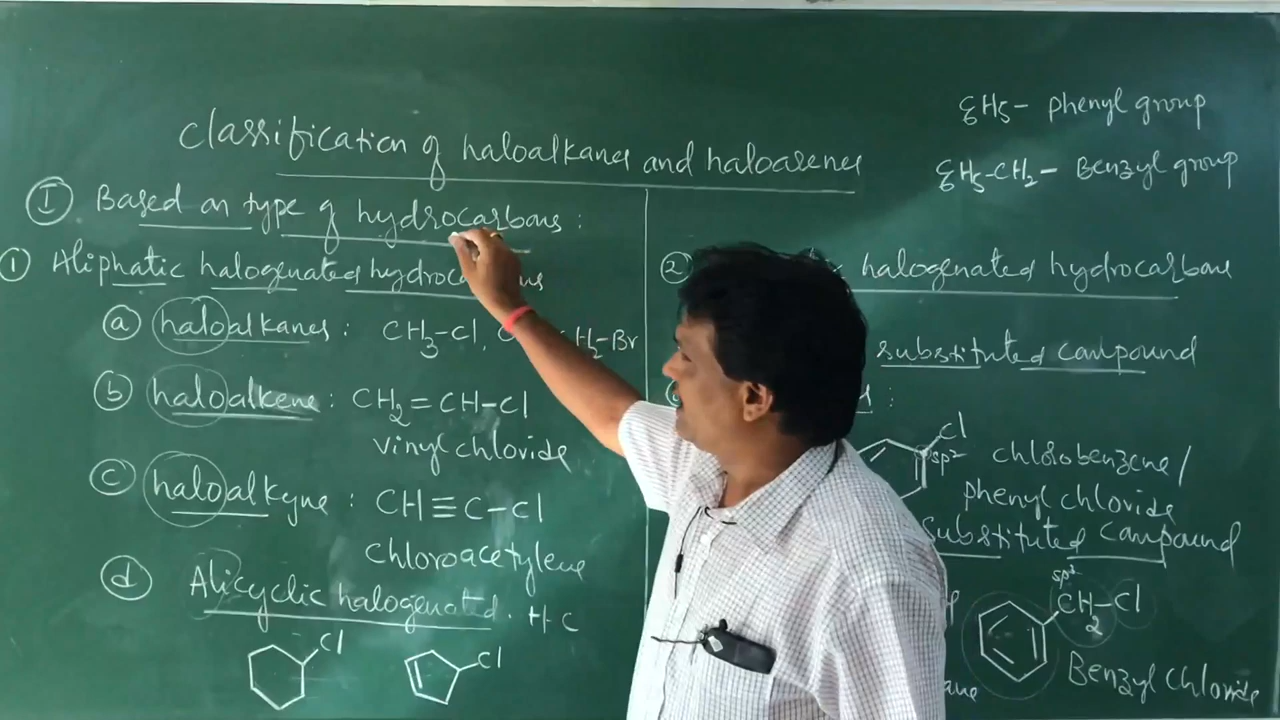 Classification of haloalkanes and haloarenes
C6H5- phenyl group
C6H5-CH2- Benzyl group
I Based on type of hydrocarbons:
1 Aliphatic halogenated hydrocarbons
a haloalkanes: CH3-Cl, CH2-Br
b haloalkene: CH2=CH-Cl
vinyl chloride
c haloalkyne: CH≡C-Cl
chloroacetylene
d Alicyclic halogenated. H-C
Cl Cl
2 halogenated hydrocarbons
substituted compound
:
Cl
sp2 chlorobenzene/
phenyl chloride
substituted compound
CH2-Cl
Benzyl chloride